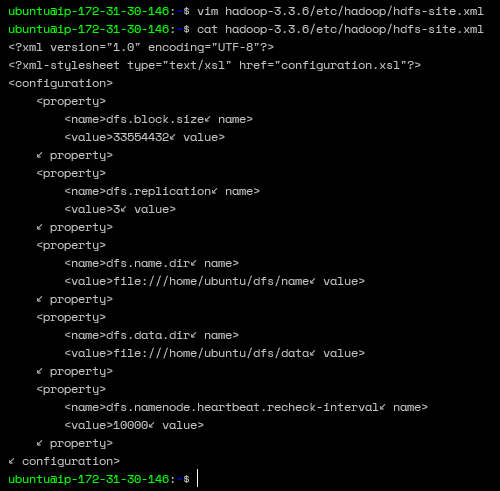 ubuntu@ip-172-31-30-146:~$ vim hadoop-3.3.6/etc/hadoop/hdfs-site.xml
ubuntu@ip-172-31-30-146:~$ cat hadoop-3.3.6/etc/hadoop/hdfs-site.xml
<?xml version="1.0" encoding="UTF-8"?>
<?xml-stylesheet type="text/xsl" href="configuration.xsl"?>
<configuration>
    <property>
        <name>dfs.block.size</name>
        <value>33554432</value>
    </property>
    <property>
        <name>dfs.replication</name>
        <value>3</value>
    </property>
    <property>
        <name>dfs.name.dir</name>
        <value>file:///home/ubuntu/dfs/name</value>
    </property>
    <property>
        <name>dfs.data.dir</name>
        <value>file:///home/ubuntu/dfs/data</value>
    </property>
    <property>
        <name>dfs.namenode.heartbeat.recheck-interval</name>
        <value>10000</value>
    </property>
</configuration>
ubuntu@ip-172-31-30-146:~$